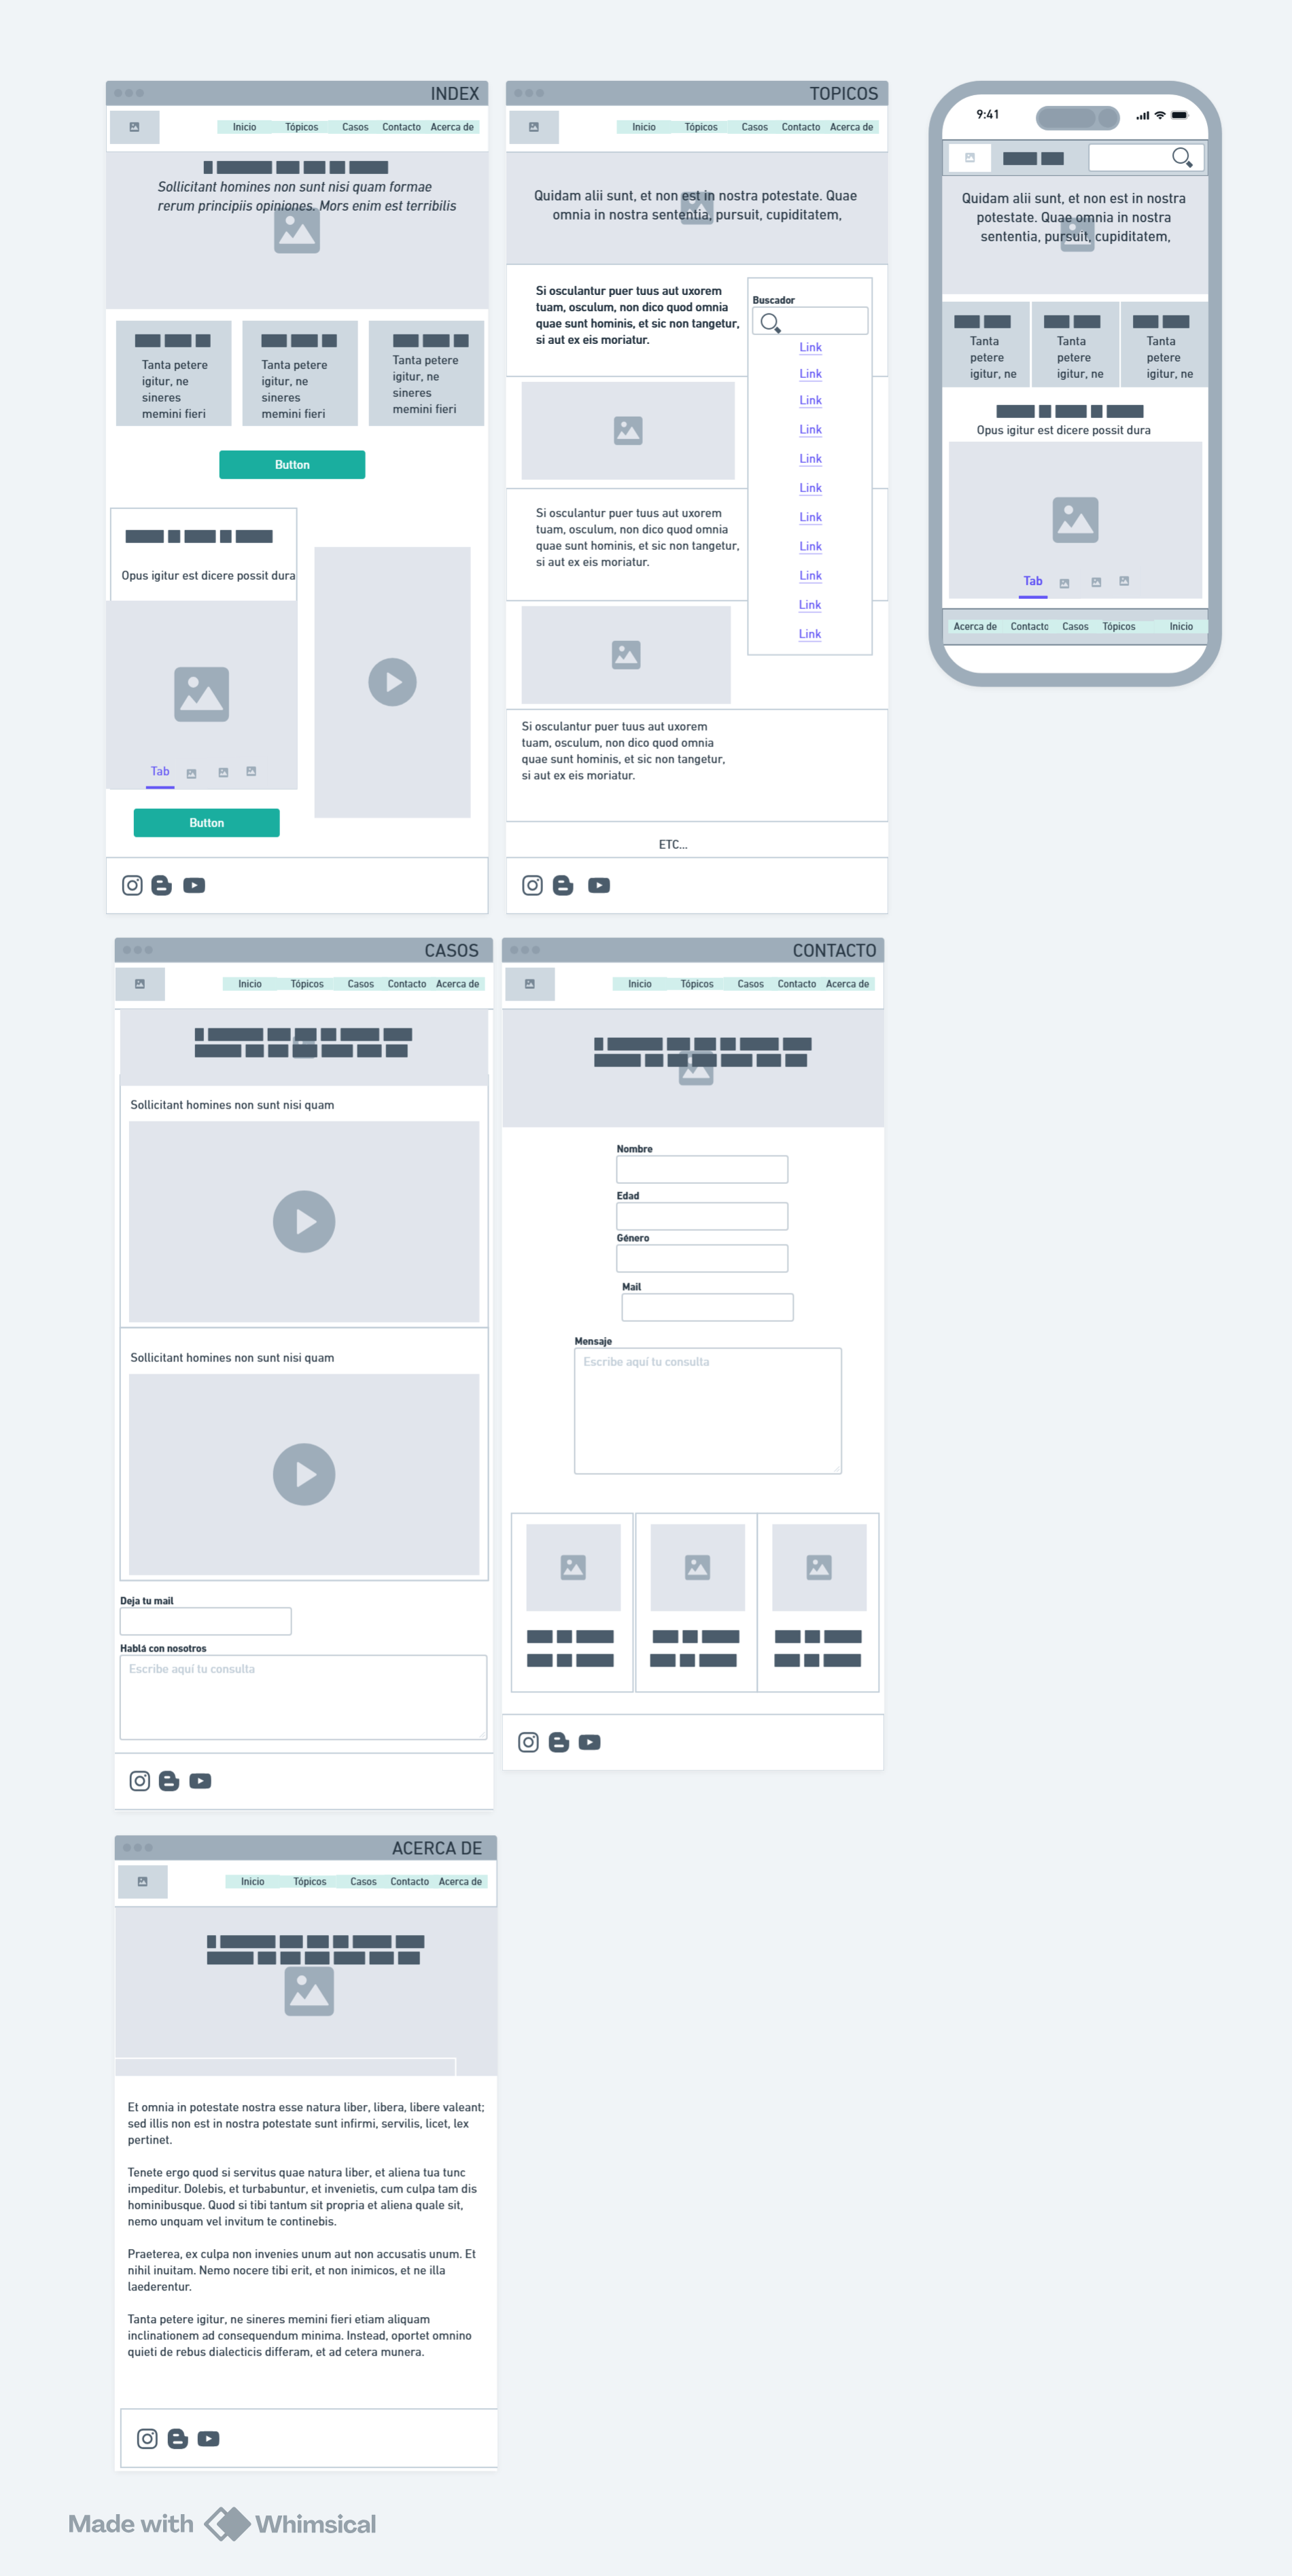 INDEX
Inicio Tópicos Casos Contacto Acerca de
Sollicitant homines non sunt nisi quam formae
rerum principiis opiniones. Mors enim est terribilis
Tanta petere
igitur, ne
sineres
memini fieri
Tanta petere
igitur, ne
sineres
memini fieri
Tanta petere
igitur, ne
sineres
memini fieri
Button
Opus igitur est dicere possit dura
Tab
Button
TOPICOS
Inicio Tópicos Casos Contacto Acerca de
Quidam alii sunt, et non est in nostra potestate. Quae
omnia in nostra sententia, pursuit, cupiditatem,
Si osculantur puer tuus aut uxorem
tuam, osculum, non dico quod omnia
quae sunt hominis, et sic non tangetur,
si aut ex eis moriatur.
Buscador
Link
Link
Link
Link
Link
Link
Link
Link
Link
Link
Link
Si osculantur puer tuus aut uxorem
tuam, osculum, non dico quod omnia
quae sunt hominis, et sic non tangetur,
si aut ex eis moriatur.
Si osculantur puer tuus aut uxorem
tuam, osculum, non dico quod omnia
quae sunt hominis, et sic non tangetur,
si aut ex eis moriatur.
ETC...
9:41
Quidam alii sunt, et non est in nostra
potestate. Quae omnia in nostra
sententia, pursuit, cupiditatem,
Tanta
petere
igitur, ne
Tanta
petere
igitur, ne
Tanta
petere
igitur, ne
Opus igitur est dicere possit dura
Tab
Acerca de Contacto Casos Tópicos Inicio
CASOS
Inicio Tópicos Casos Contacto Acerca de
Sollicitant homines non sunt nisi quam
Sollicitant homines non sunt nisi quam
Deja tu mail
Hablá con nosotros
Escribe aquí tu consulta
CONTACTO
Inicio Tópicos Casos Contacto Acerca de
Nombre
Edad
Género
Mail
Mensaje
Escribe aquí tu consulta
ACERCA DE
Inicio Tópicos Casos Contacto Acerca de
Et omnia in potestate nostra esse natura liber, libera, libere valeant;
sed illis non est in nostra potestate sunt infirmi, servilis, licet, lex
pertinet.
Tenete ergo quod si servitus quae natura liber, et aliena tua tunc
impeditur. Dolebis, et turbabuntur, et invenietis, cum culpa tam dis
hominibusque. Quod si tibi tantum sit propria et aliena quale sit,
nemo unquam vel invitum te continebis.
Praeterea, ex culpa non invenies unum aut non accusatis unum. Et
nihil inuitam. Nemo nocere tibi erit, et non inimicos, et ne illa
laederentur.
Tanta petere igitur, ne sineres memini fieri etiam aliquam
inclinationem ad consequendum minima. Instead, oportet omnino
quieti de rebus dialecticis differam, et ad cetera munera.
Made with Whimsical